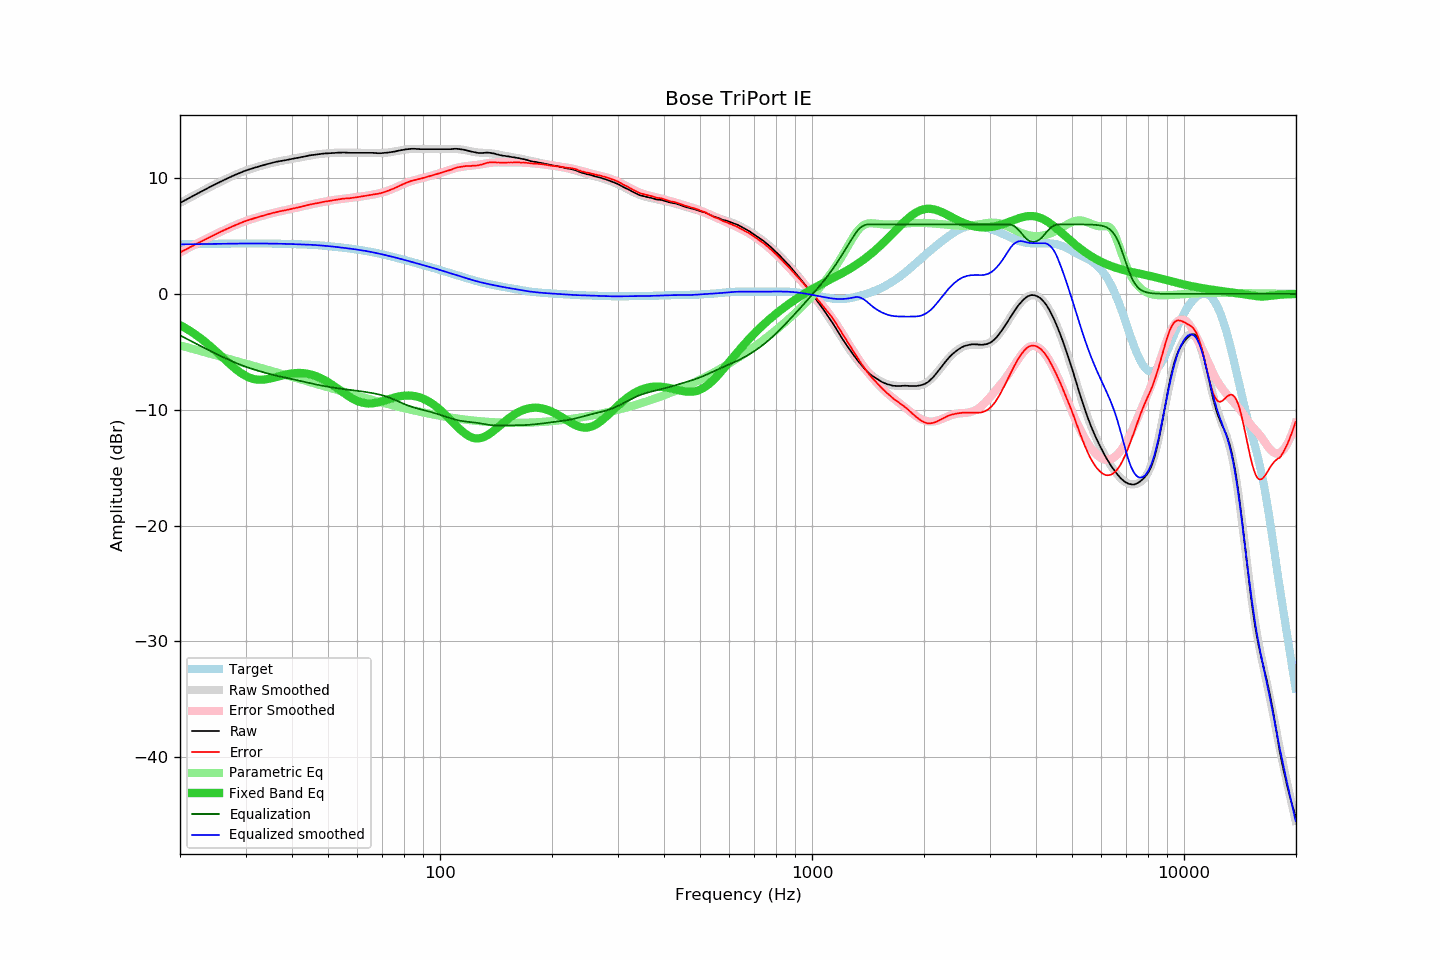 Bose TriPort IE
10
0
−10
−20
−30
−40
Amplitude (dBr)
Target
Raw Smoothed
Error Smoothed
Raw
Error
Parametric Eq
Fixed Band Eq
Equalization
Equalized smoothed
100
1000
10000
Frequency (Hz)